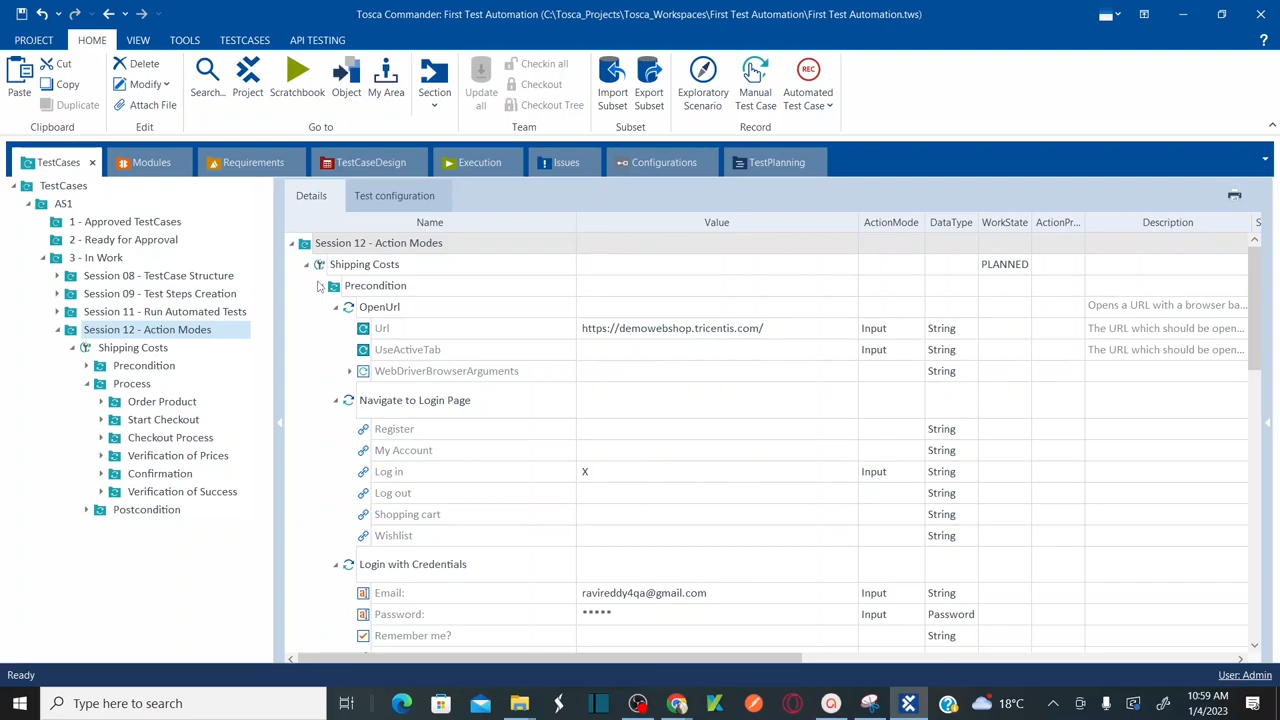 Tosca Commander: First Test Automation (C:\Tosca_Projects\Tosca_Workspaces\First Test Automation\First Test Automation.tws)
PROJECT HOME VIEW TOOLS TESTCASES API TESTING
Paste Cut Copy Duplicate
Delete Modify Attach File
Search... Project Scratchbook Object My Area Section
Update all Checkin all Checkout Checkout Tree
Import Subset Export Subset
Exploratory Scenario Manual Test Case REC Automated Test Case
Clipboard Edit Go to Team Subset Record
TestCases Modules Requirements TestCaseDesign Execution Issues Configurations TestPlanning
TestCases
AS1
1 - Approved TestCases
2 - Ready for Approval
3 - In Work
Session 08 - TestCase Structure
Session 09 - Test Steps Creation
Session 11 - Run Automated Tests
Session 12 - Action Modes
Shipping Costs
Precondition
Process
Order Product
Start Checkout
Checkout Process
Verification of Prices
Confirmation
Verification of Success
Postcondition
Details Test configuration
Name Value ActionMode DataType WorkState ActionPr... Description S
Session 12 - Action Modes
Shipping Costs PLANNED
Precondition
OpenUrl Opens a URL with a browser ba...
Url https://demowebshop.tricentis.com/ Input String The URL which should be open...
UseActiveTab Input String The URL which should be open...
WebDriverBrowserArguments String
Navigate to Login Page
Register String
My Account String
Log in X Input String
Log out String
Shopping cart String
Wishlist String
Login with Credentials
Email: ravireddy4qa@gmail.com Input String
Password: ***** Input Password
Remember me? String
Ready User: Admin
Type here to search
18°C
10:59 AM
1/4/2023